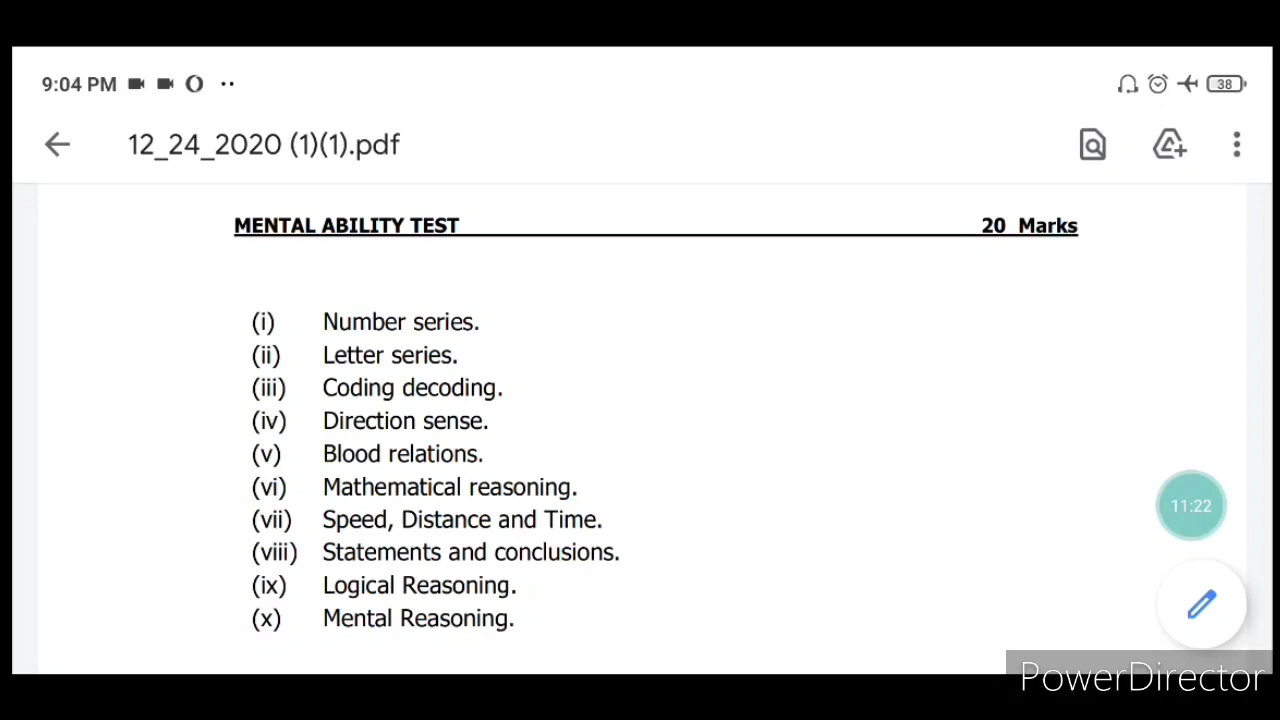 9:04 PM
38
12_24_2020 (1)(1).pdf
MENTAL ABILITY TEST 20 Marks
(i) Number series.
(ii) Letter series.
(iii) Coding decoding.
(iv) Direction sense.
(v) Blood relations.
(vi) Mathematical reasoning.
(vii) Speed, Distance and Time.
(viii) Statements and conclusions.
(ix) Logical Reasoning.
(x) Mental Reasoning.
11:22
PowerDirector